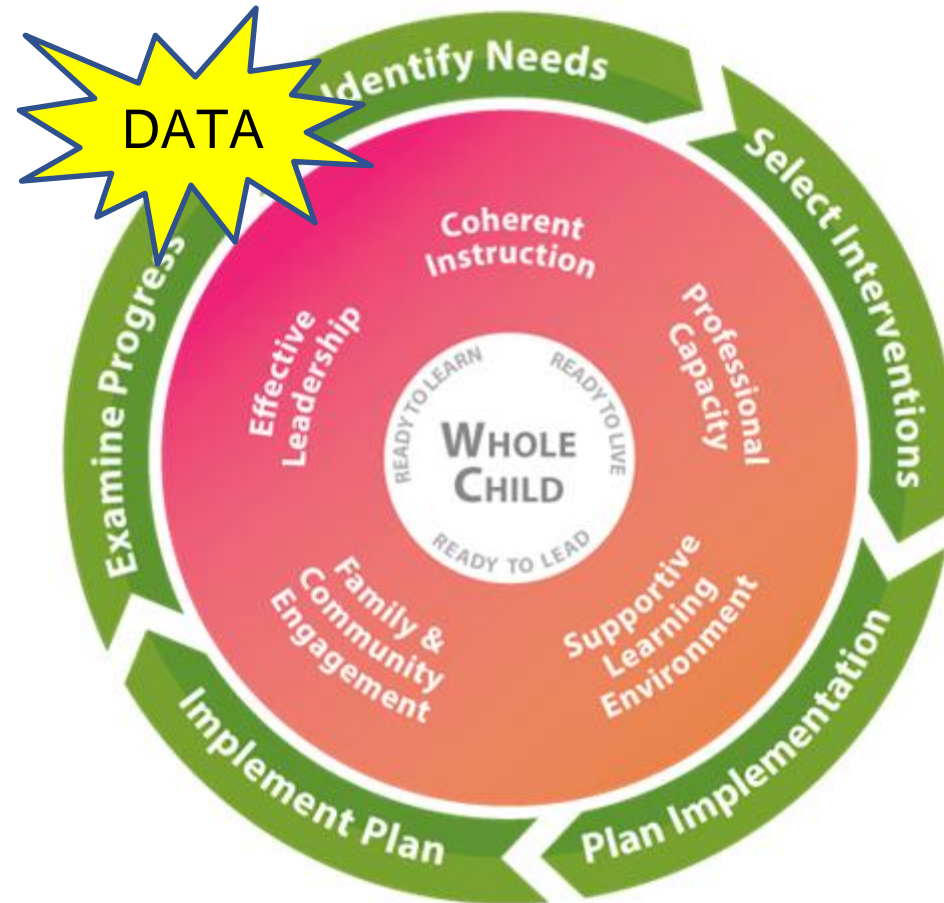 DATA
Identify Needs
Select Interventions
Plan Implementation
Implement Plan
Examine Progress
Coherent
Instruction
Professional
Capacity
Supportive
Learning
Environment
Family &
Community
Engagement
Effective
Leadership
READY TO LEARN
READY TO LIVE
READY TO LEAD
WHOLE
CHILD